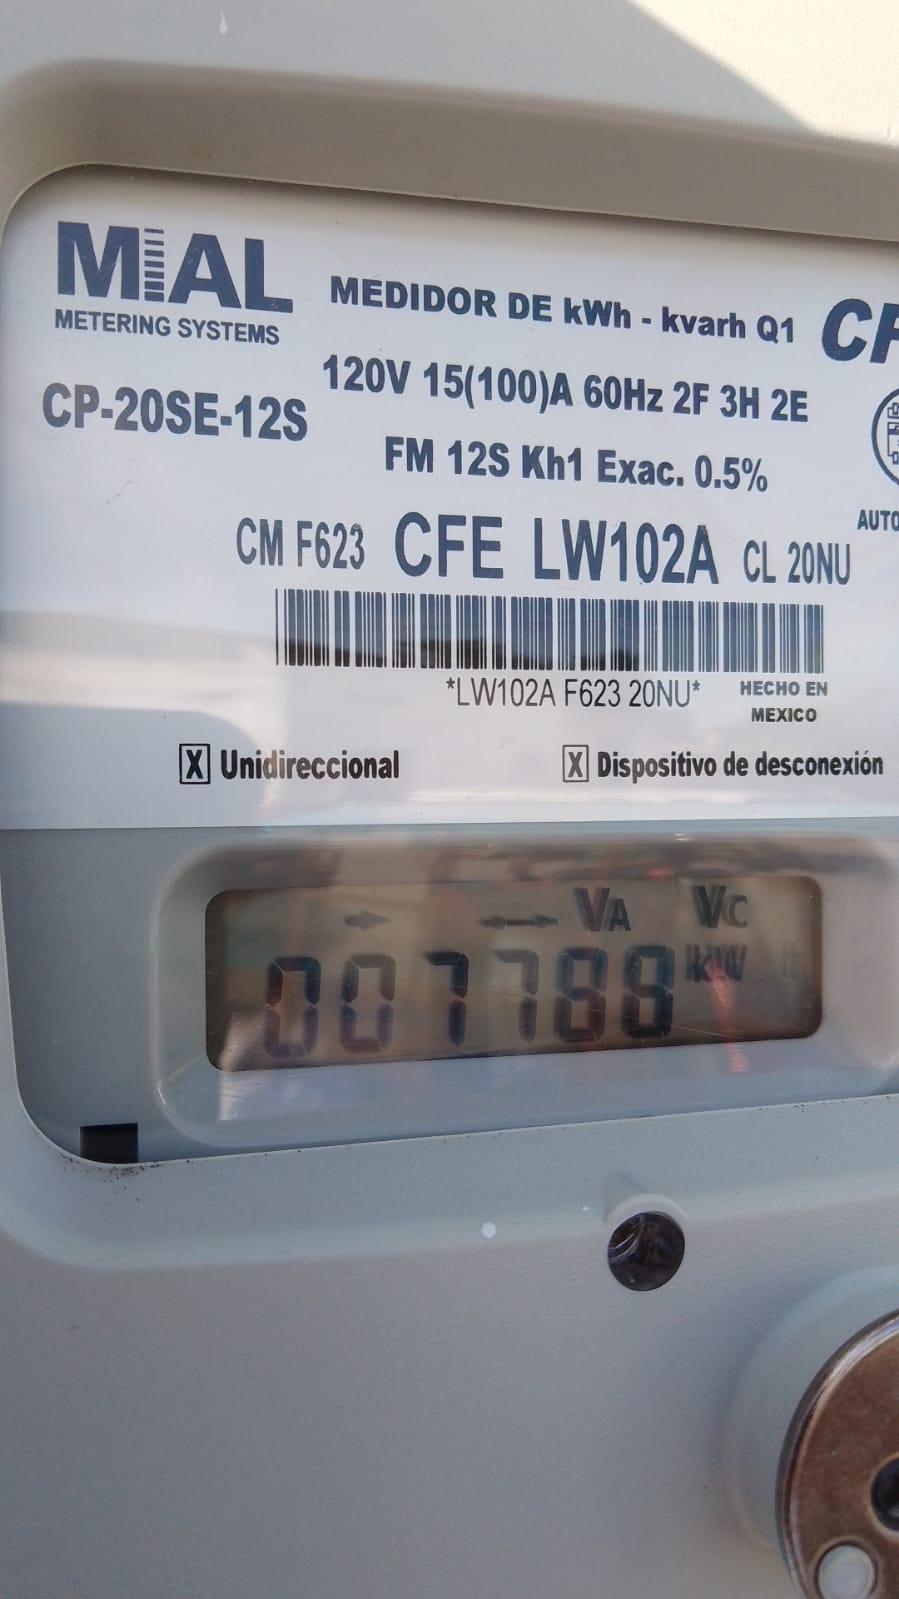 MIAL
METERING SYSTEMS
MEDIDOR DE kWh - kvarh Q1
CP-20SE-12S
120V 15(100)A 60Hz 2F 3H 2E
FM 12S Kh1 Exac. 0.5%
CM F623 CFE LW102A CL 20NU
*LW102A F623 20NU*
HECHO EN
MEXICO
X Unidireccional
X Dispositivo de desconexión
VA VC
007788 kW